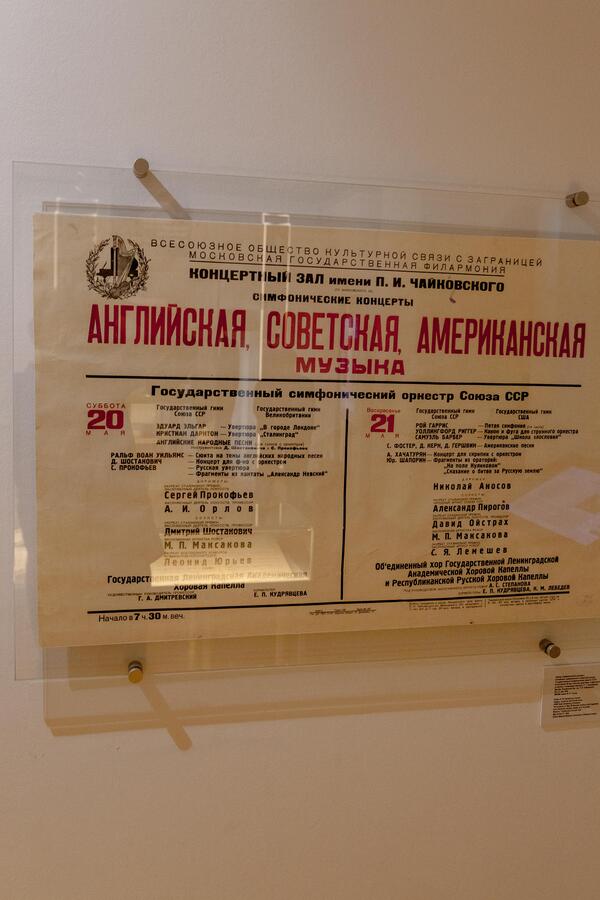 ВСЕСОЮЗНОЕ ОБЩЕСТВО КУЛЬТУРНОЙ СВЯЗИ С ЗАГРАНИЦЕЙ
МОСКОВСКАЯ ГОСУДАРСТВЕННАЯ ФИЛАРМОНИЯ
КОНЦЕРТНЫЙ ЗАЛ имени П. И. ЧАЙКОВСКОГО
СИМФОНИЧЕСКИЕ КОНЦЕРТЫ
АНГЛИЙСКАЯ, СОВЕТСКАЯ, АМЕРИКАНСКАЯ
МУЗЫКА
Государственный симфонический оркестр Союза ССР
СУББОТА
20
МАЯ
Государственный гимн Союза ССР
Государственный гимн Великобритании
ЭДУАРД ЭЛЬГАР — Увертюра „В городе Лондоне"
КРИСТИАН ДАРНТОН — Увертюра „Сталинград"
АНГЛИЙСКИЕ НАРОДНЫЕ ПЕСНИ
РАЛЬФ ВОАН УИЛЬЯМС — Сюита на темы английских народных песен
Д. ШОСТАКОВИЧ — Концерт для ф-но с оркестром
С. ПРОКОФЬЕВ — Русская увертюра
— Фрагменты из кантаты „Александр Невский"
ДИРИЖЕРЫ:
Сергей Прокофьев
А. И. Орлов
СОЛИСТЫ:
Дмитрий Шостакович
М. П. Максакова
Леонид Юрьев
Государственная Ленинградская Академическая
Хоровая Капелла
Г. А. ДМИТРЕВСКИЙ
Е. П. КУДРЯВЦЕВА
Начало в 7 ч. 30 м. веч.
Воскресенье
21
МАЯ
Государственный гимн Союза ССР
Государственный гимн США
РОЙ ГАРРИС — Пятая симфония
УОЛЛИНГФОРД РИГГЕР — Канон и фуга для струнного оркестра
САМУЭЛЬ БАРБЕР — Увертюра „Школа злословия"
С. ФОСТЕР, Д. КЕРН, Д. ГЕРШВИН — Американские песни
А. ХАЧАТУРЯН — Концерт для скрипки с оркестром
Юр. ШАПОРИН — Фрагменты из ораторий:
„На поле Куликовом"
„Сказание о битве за Русскую землю"
ДИРИЖЕР
Николай Аносов
СОЛИСТЫ:
Александр Пирогов
Давид Ойстрах
М. П. Максакова
С. Я. Лемешев
Об'единенный хор Государственной Ленинградской
Академической Хоровой Капеллы
и Республиканской Русской Хоровой Капеллы
А. С. СТЕПАНОВА
Е. П. КУДРЯВЦЕВА, К. М. ЛЕБЕДЕВ